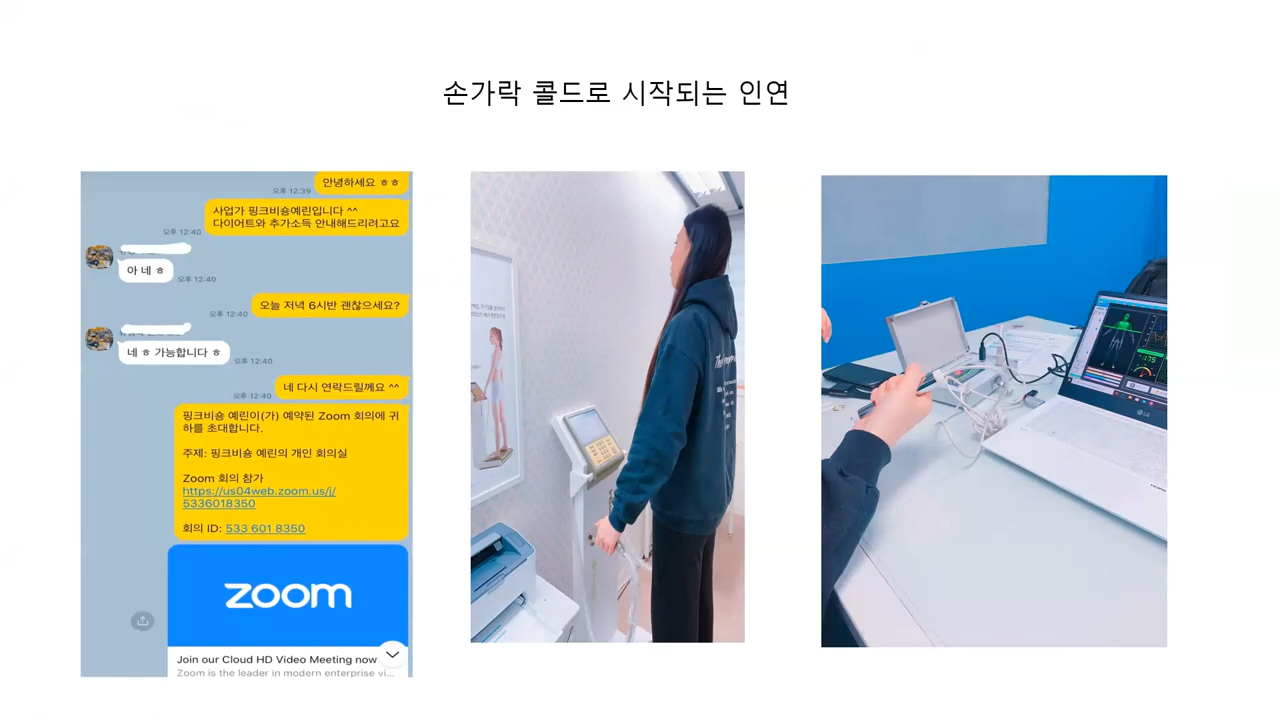 손가락 콜드로 시작되는 인연
안녕하세요 ㅎㅎ
오후 12:39
사업가 핑크비숑예린입니다 ^^
다이어트와 추가소득 안내해드리려고요
오후 12:40
아 네 ㅎ
오후 12:40
오늘 저녁 6시반 괜찮으세요?
오후 12:40
네 ㅎ 가능합니다 ㅎ
오후 12:40
네 다시 연락드릴께요 ^^
오후 12:40
핑크비숑 예린이(가) 예약된 Zoom 회의에 귀
하를 초대합니다.
주제: 핑크비숑 예린의 개인 회의실
Zoom 회의 참가
https://us04web.zoom.us/j/
5336018350
회의 ID: 533 601 8350
zoom
Join our Cloud HD Video Meeting now
Zoom is the leader in modern enterprise vi...
LG